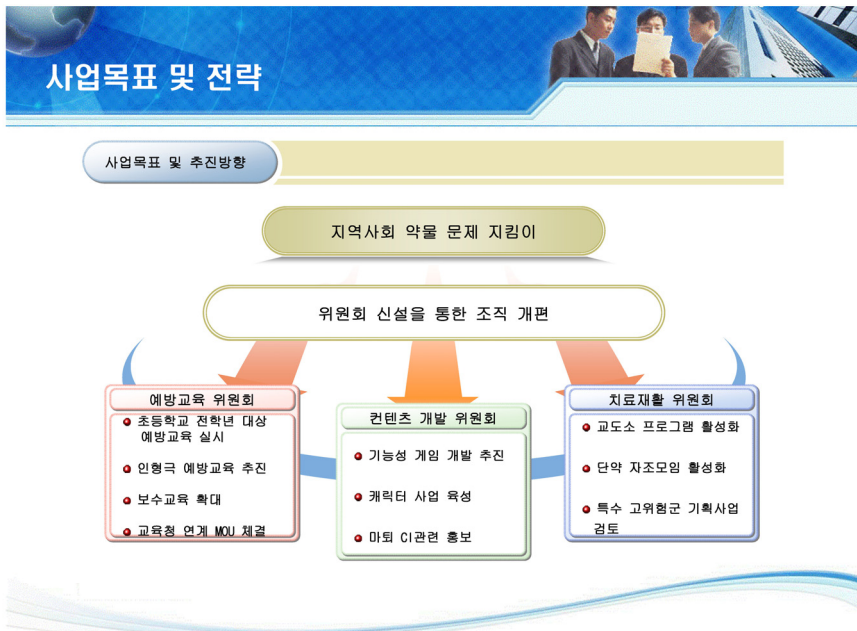 사업목표 및 전략
사업목표 및 추진방향
지역사회 약물 문제 지킴이
위원회 신설을 통한 조직 개편
예방교육 위원회
초등학교 전학년 대상
예방교육 실시
인형극 예방교육 추진
보수교육 확대
교육청 연계 MOU 체결
컨텐츠 개발 위원회
기능성 게임 개발 추진
캐릭터 사업 육성
마퇴 CI관련 홍보
치료재활 위원회
교도소 프로그램 활성화
단약 자조모임 활성화
특수 고위험군 기획사업
검토